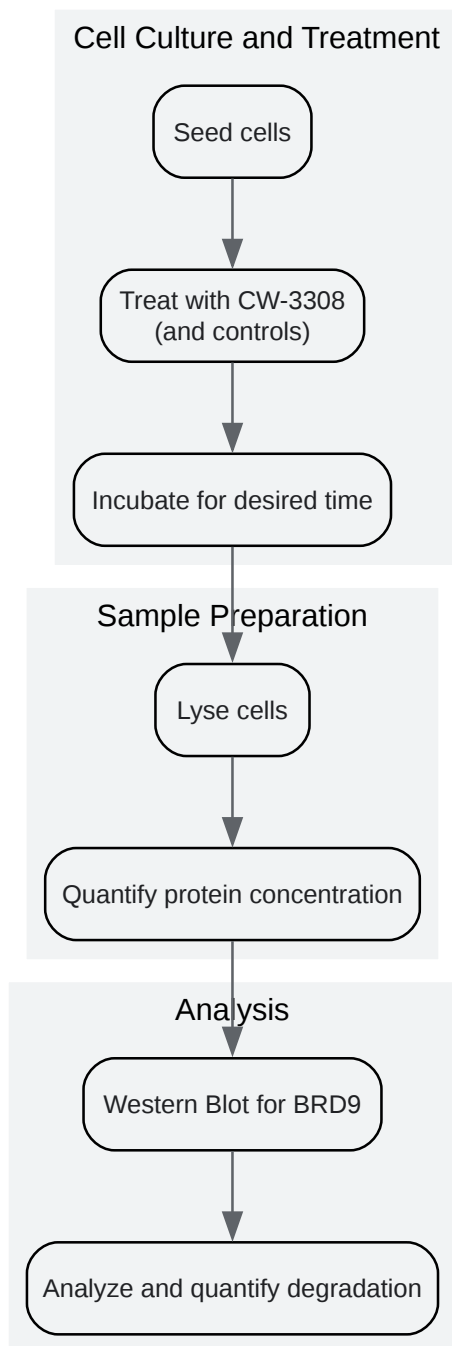 Cell Culture and Treatment
Seed cells
Treat with CW-3308
(and controls)
Incubate for desired time
Sample Preparation
Lyse cells
Quantify protein concentration
Analysis
Western Blot for BRD9
Analyze and quantify degradation